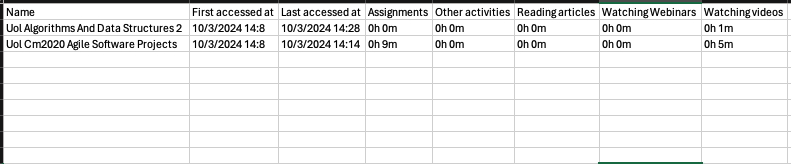 Name First accessed at Last accessed at Assignments Other activities Reading articles Watching Webinars Watching videos
Uol Algorithms And Data Structures 2 10/3/2024 14:8 10/3/2024 14:28 0h 0m 0h 0m 0h 0m 0h 0m 0h 1m
Uol Cm2020 Agile Software Projects 10/3/2024 14:8 10/3/2024 14:14 0h 9m 0h 0m 0h 0m 0h 0m 0h 5m